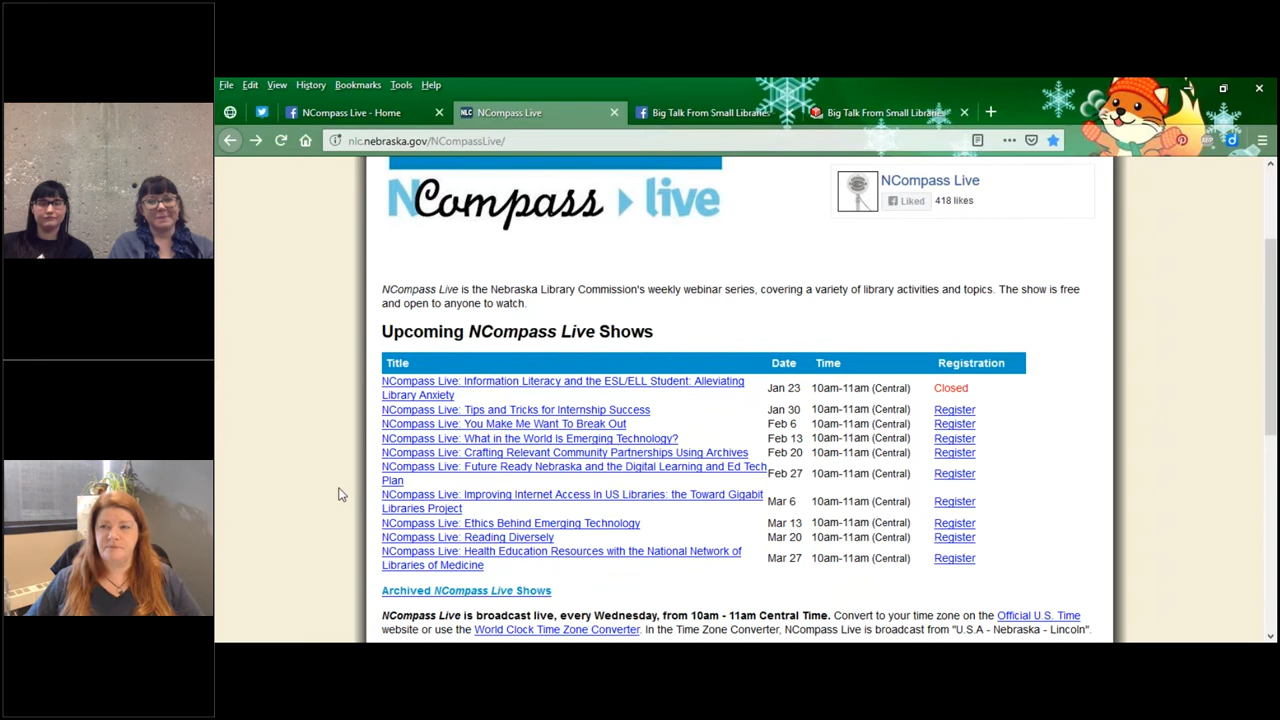 File Edit View History Bookmarks Tools Help
NCompass Live - Home
NLC NCompass Live
Big Talk From Small Libraries
Big Talk From Small Libraries
nlc.nebraska.gov/NCompassLive/
NCompass live
NCompass Live
Liked 418 likes
NCompass Live is the Nebraska Library Commission's weekly webinar series, covering a variety of library activities and topics. The show is free
and open to anyone to watch.
Upcoming NCompass Live Shows
Title Date Time Registration
NCompass Live: Information Literacy and the ESL/ELL Student: Alleviating
Library Anxiety Jan 23 10am-11am (Central) Closed
NCompass Live: Tips and Tricks for Internship Success Jan 30 10am-11am (Central) Register
NCompass Live: You Make Me Want To Break Out Feb 6 10am-11am (Central) Register
NCompass Live: What in the World Is Emerging Technology? Feb 13 10am-11am (Central) Register
NCompass Live: Crafting Relevant Community Partnerships Using Archives Feb 20 10am-11am (Central) Register
NCompass Live: Future Ready Nebraska and the Digital Learning and Ed Tech
Plan Feb 27 10am-11am (Central) Register
NCompass Live: Improving Internet Access In US Libraries: the Toward Gigabit
Libraries Project Mar 6 10am-11am (Central) Register
NCompass Live: Ethics Behind Emerging Technology Mar 13 10am-11am (Central) Register
NCompass Live: Reading Diversely Mar 20 10am-11am (Central) Register
NCompass Live: Health Education Resources with the National Network of
Libraries of Medicine Mar 27 10am-11am (Central) Register
Archived NCompass Live Shows
NCompass Live is broadcast live, every Wednesday, from 10am - 11am Central Time. Convert to your time zone on the Official U.S. Time
website or use the World Clock Time Zone Converter. In the Time Zone Converter, NCompass Live is broadcast from "U.S.A - Nebraska - Lincoln".